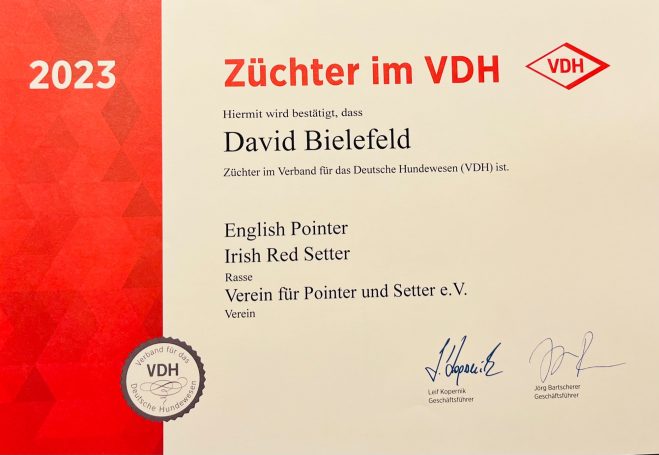 2023
Züchter im VDH
VDH
Hiermit wird bestätigt, dass
David Bielefeld
Züchter im Verband für das Deutsche Hundewesen (VDH) ist.
English Pointer
Irish Red Setter
Rasse
Verein für Pointer und Setter e.V.
Verein
Verband für das
VDH
Deutsche Hundewesen
L. Kopernik
Leif Kopernik
Geschäftsführer
Jörg Bartscherer
Geschäftsführer